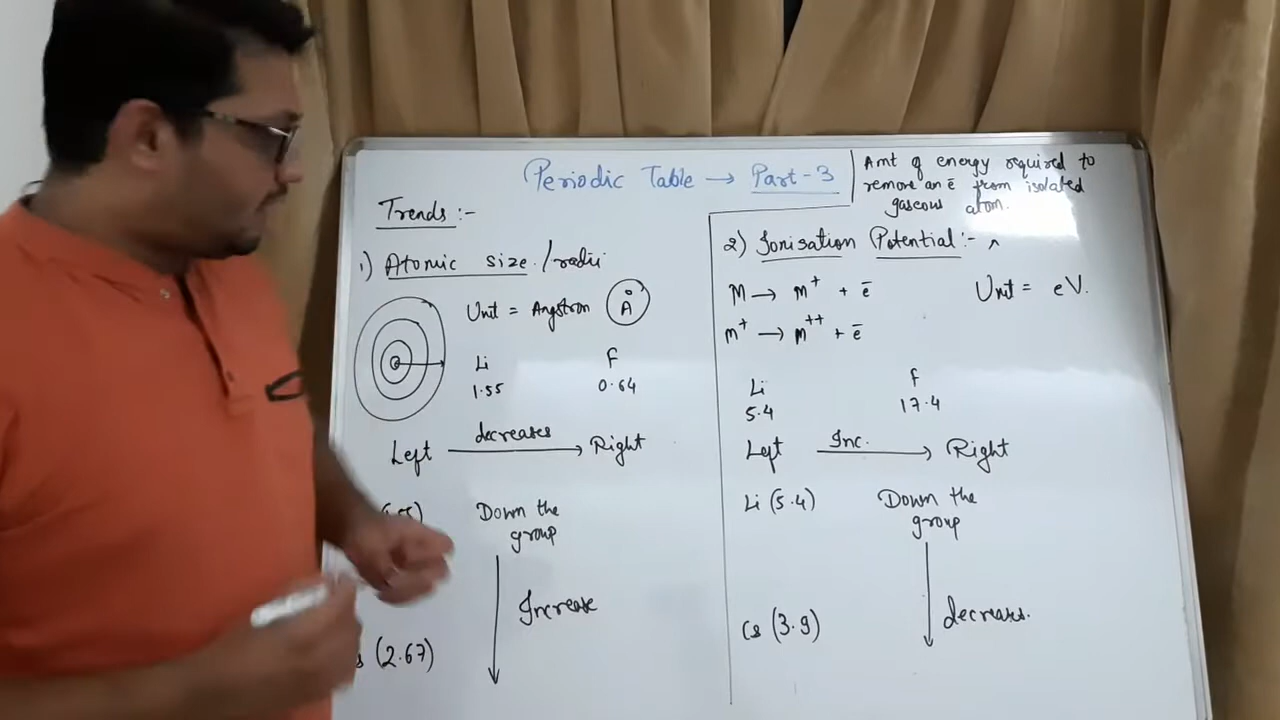 Periodic Table → Part-3
Trends :-
1) Atomic size / radii
Unit = Angstron Å
Li F
1.55 0.64
Left decreases → Right
Down the
group
Increase
(2.67)
Amt of energy required to
remove an ē from isolated
gaseous atom.
2) Ionisation Potential :-
M → m⁺ + ē
m⁺ → m⁺⁺ + ē
Unit = eV.
Li F
5.4 17.4
Left Inc. → Right
Li (5.4)
Down the
group
decreases.
Cs (3.9)